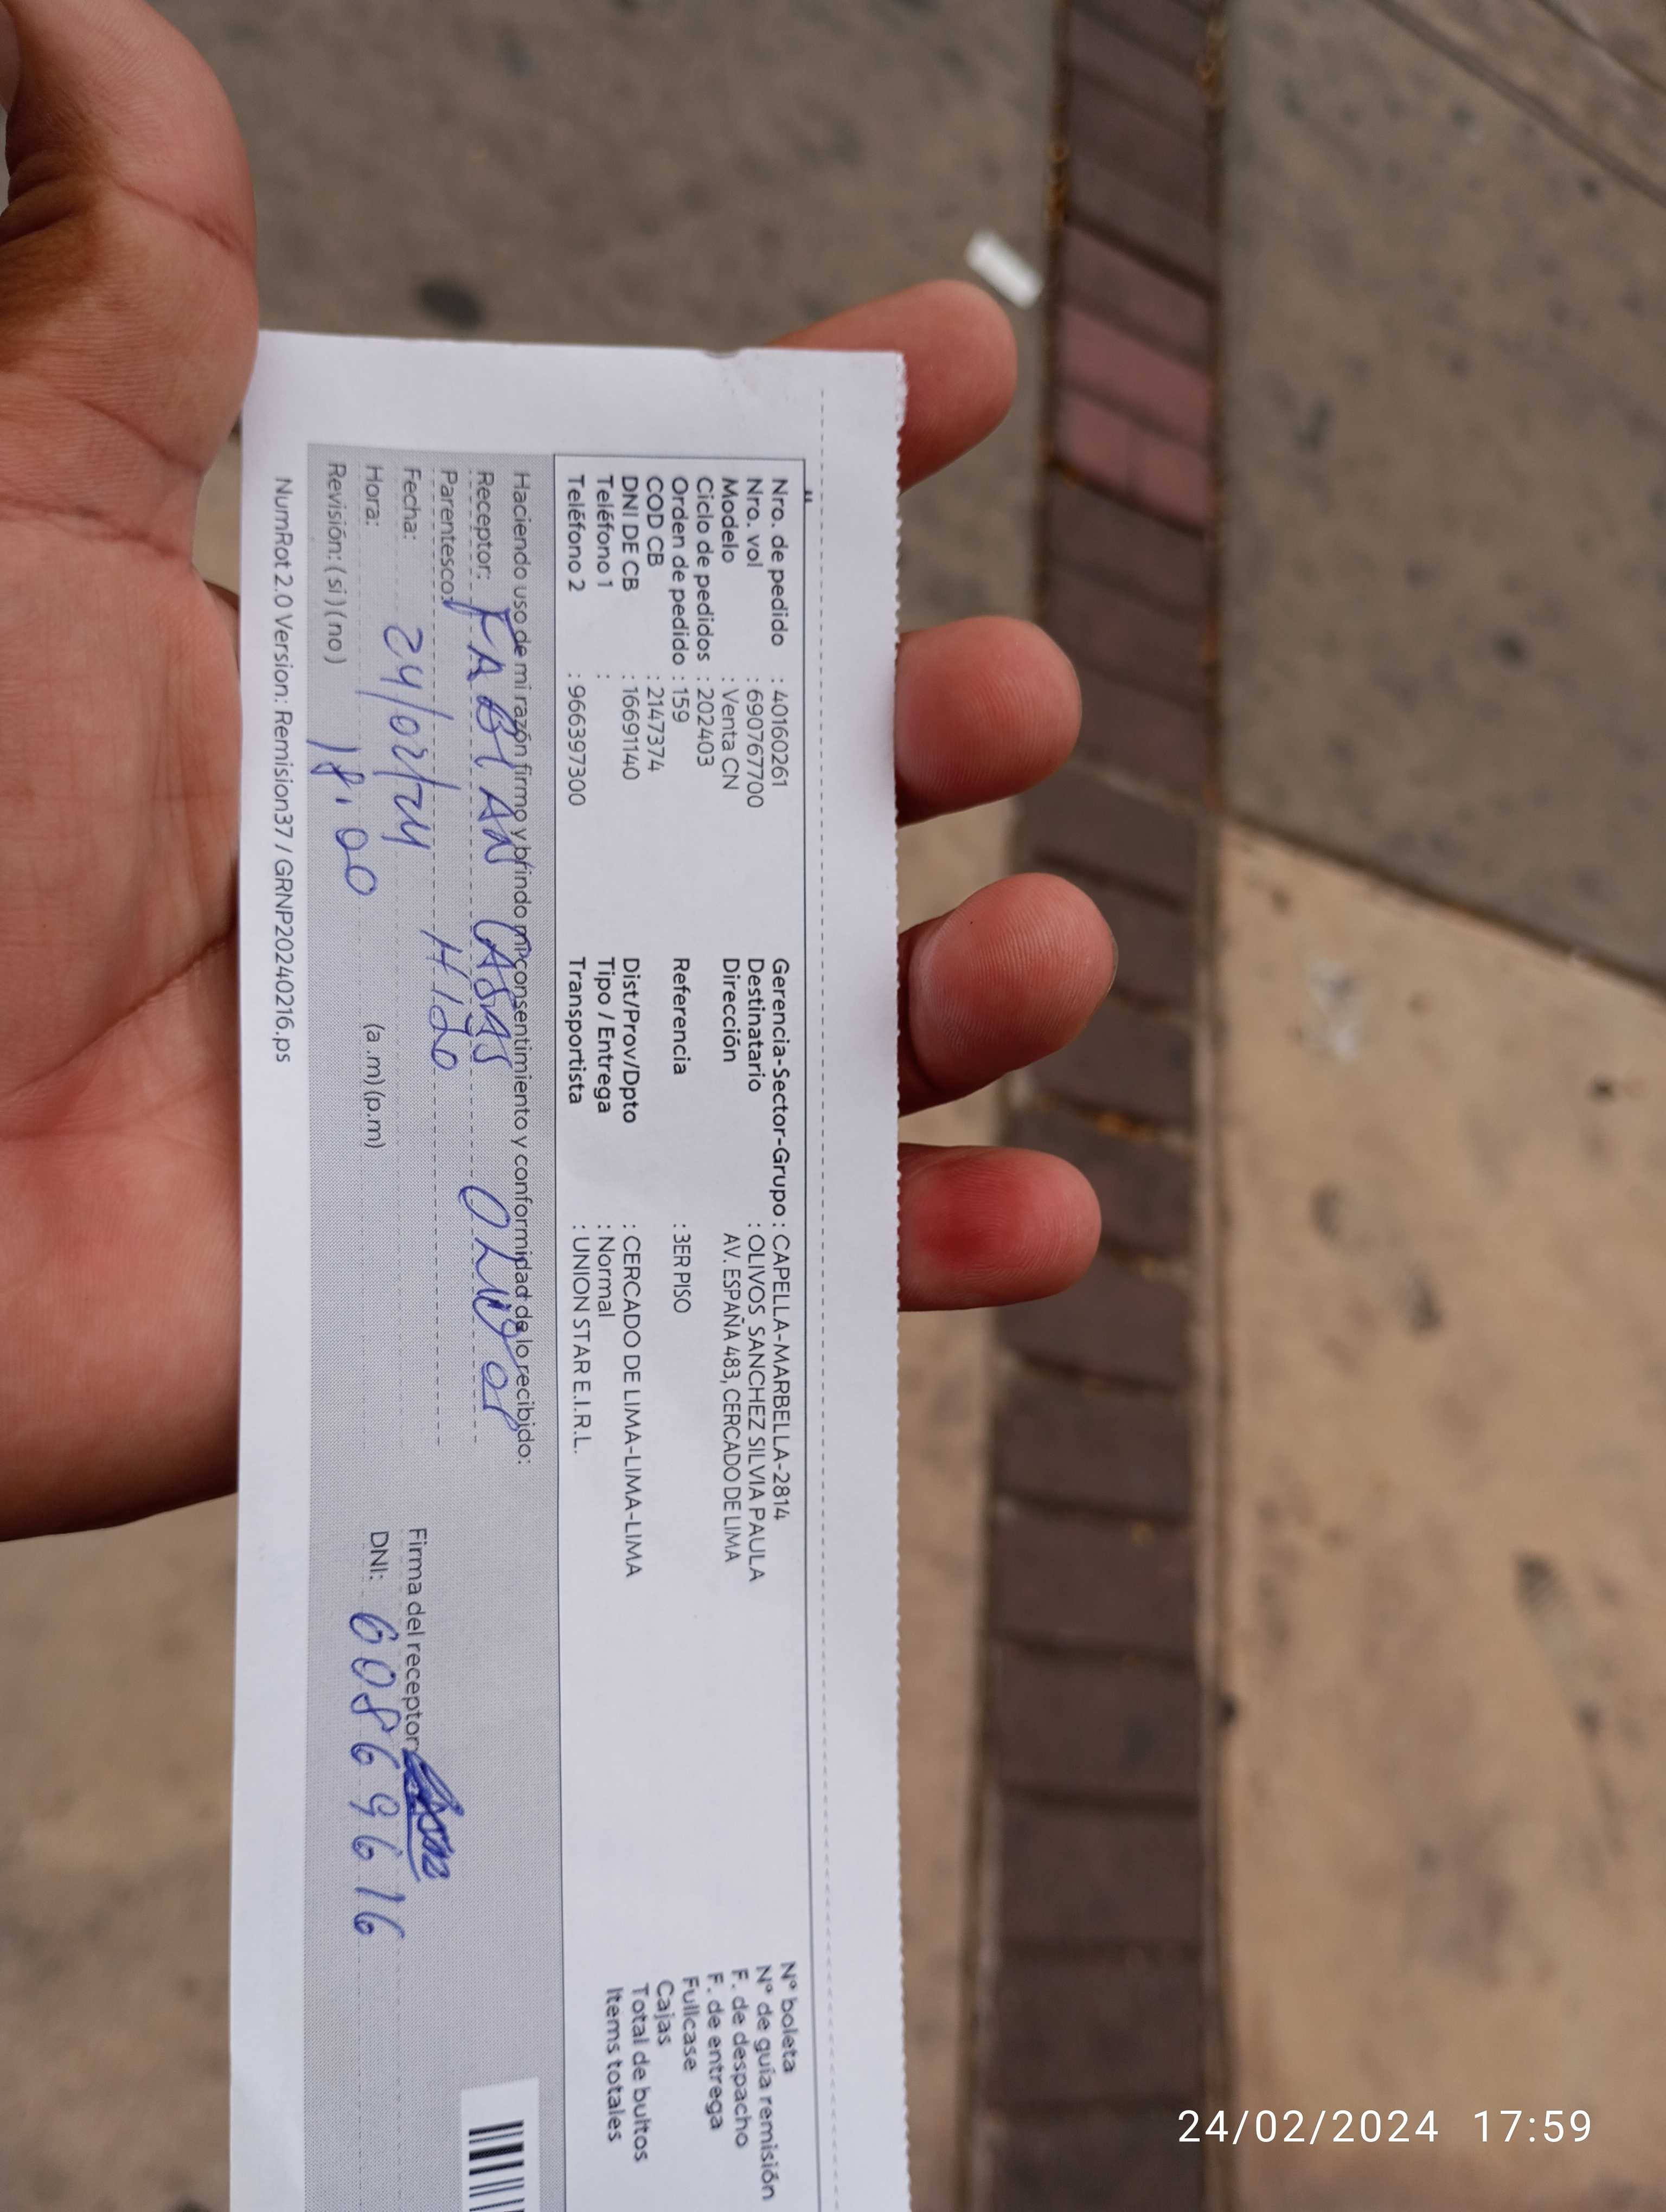 Nro. de pedido : 40160261
Nro. vol : 690767700
Modelo : Venta CN
Ciclo de pedidos : 202403
Orden de pedido : 159
COD CB : 2147374
DNI DE CB : 16691140
Teléfono 1 :
Teléfono 2 : 966397300
Gerencia-Sector-Grupo : CAPELLA-MARBELLA-2814
Destinatario : OLIVOS SANCHEZ SILVIA PAULA
Dirección AV. ESPAÑA 483, CERCADO DE LIMA
Referencia : 3ER PISO
Dist/Prov/Dpto : CERCADO DE LIMA-LIMA-LIMA
Tipo / Entrega : Normal
Transportista : UNION STAR E.I.R.L.
N° boleta
N° de guía remisión
F. de despacho
F. de entrega
Fullcase
Cajas
Total de bultos
Items totales
Haciendo uso de mi razón firmo y brindo mi consentimiento y conformidad de lo recibido:
Receptor: FABIAN CASAS OLIVOS
Parentesco: HIJO
Fecha: 24/02/24
Hora: 18:00 (a .m) (p.m)
Revisión: ( si ) ( no )
Firma del receptor
DNI: 60869616
NumRot 2.0 Version: Remision37 / GRNP20240216.ps
24/02/2024 17:59